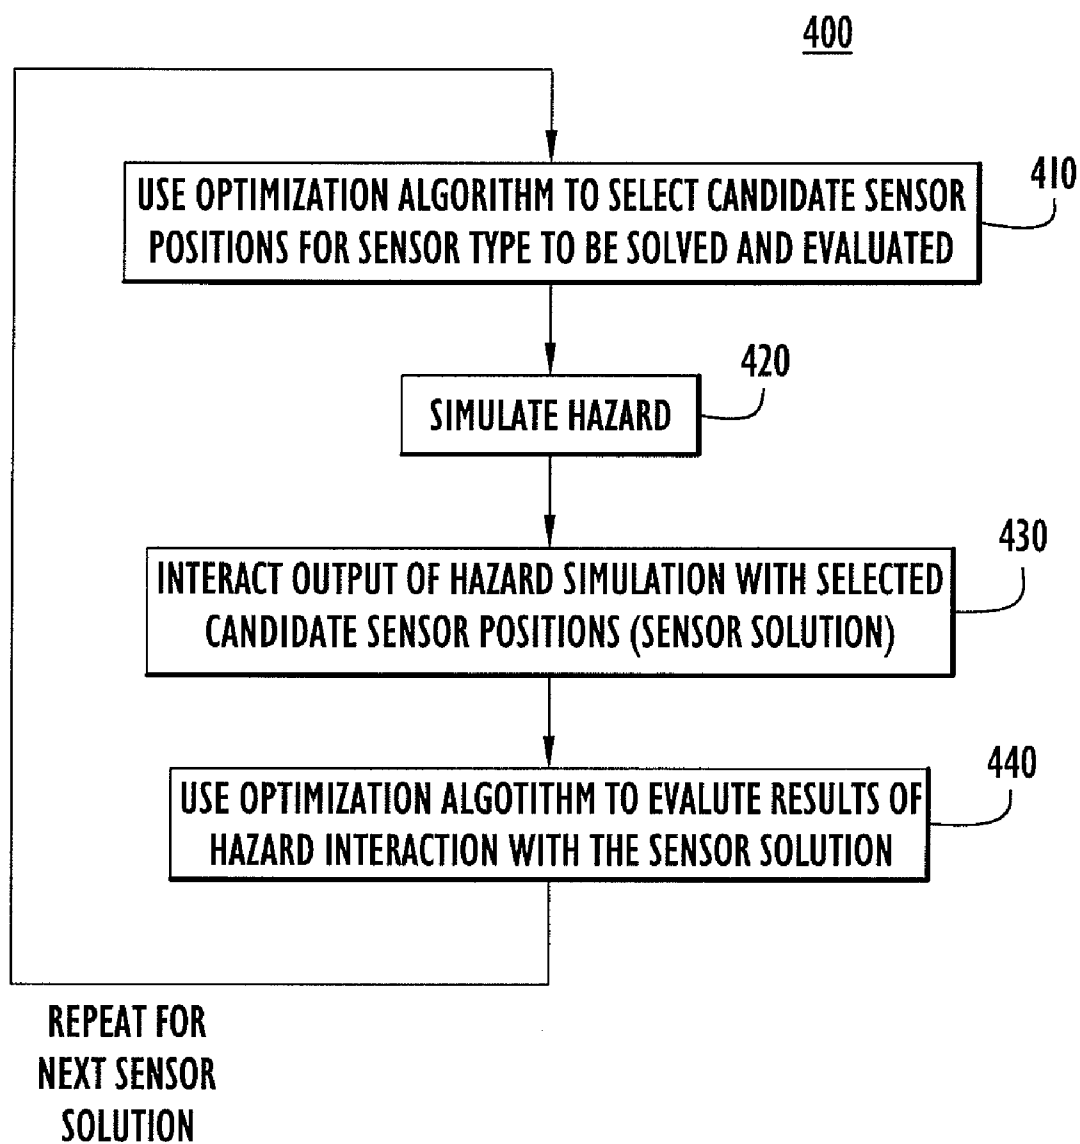 400
410
USE OPTIMIZATION ALGORITHM TO SELECT CANDIDATE SENSOR
POSITIONS FOR SENSOR TYPE TO BE SOLVED AND EVALUATED
420
SIMULATE HAZARD
430
INTERACT OUTPUT OF HAZARD SIMULATION WITH SELECTED
CANDIDATE SENSOR POSITIONS (SENSOR SOLUTION)
440
USE OPTIMIZATION ALGOTITHM TO EVALUTE RESULTS OF
HAZARD INTERACTION WITH THE SENSOR SOLUTION
REPEAT FOR
NEXT SENSOR
SOLUTION